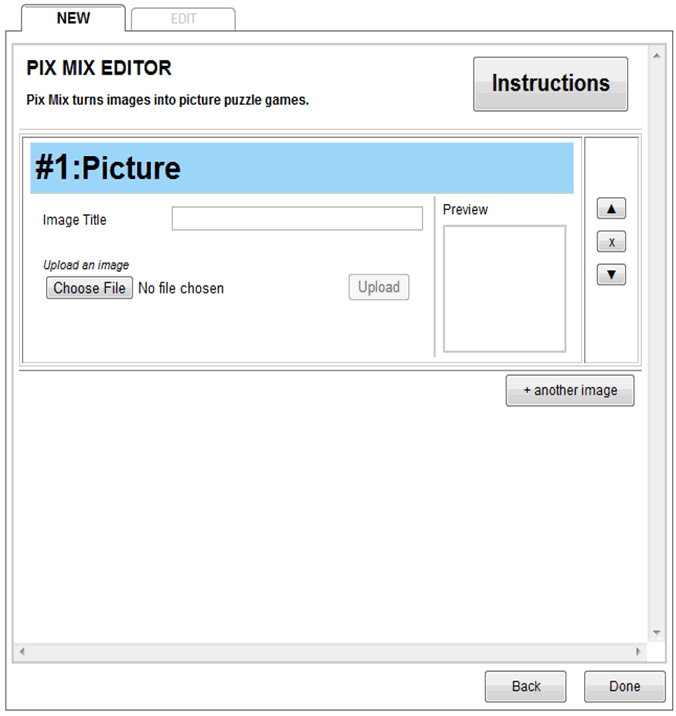 NEW
EDIT
PIX MIX EDITOR
Instructions
Pix Mix turns images into picture puzzle games.
#1:Picture
Image Title
Preview
▲
x
▼
Upload an image
Choose File No file chosen
Upload
+ another image
Back
Done